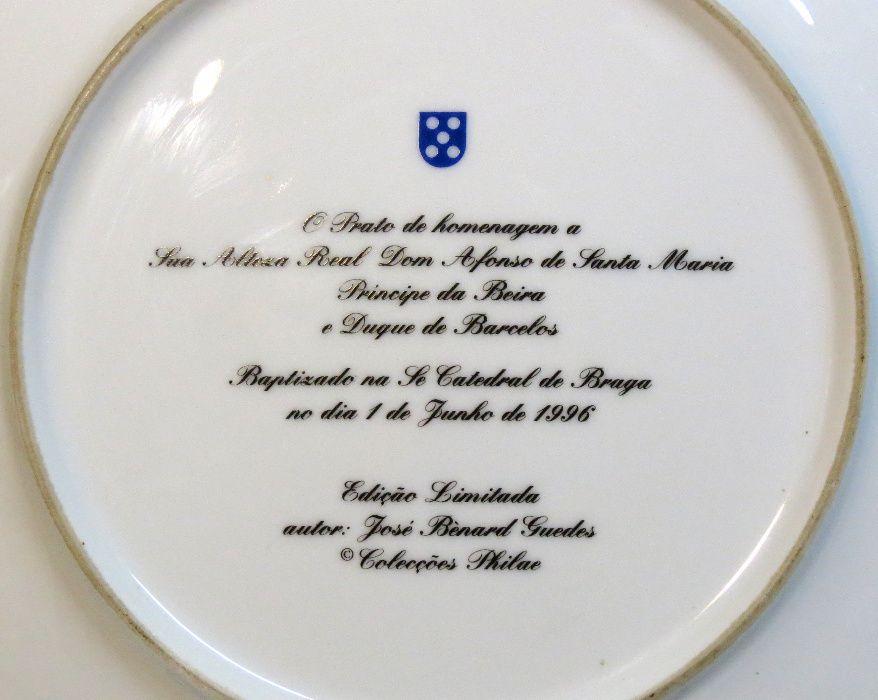 O Prato de homenagem a
Sua Alteza Real Dom Afonso de Santa Maria
Príncipe da Beira
e Duque de Barcelos
Baptizado na Sé Catedral de Braga
no dia 1 de Junho de 1996
Edição Limitada
autor: José Bènard Guedes
©Colecções Philae